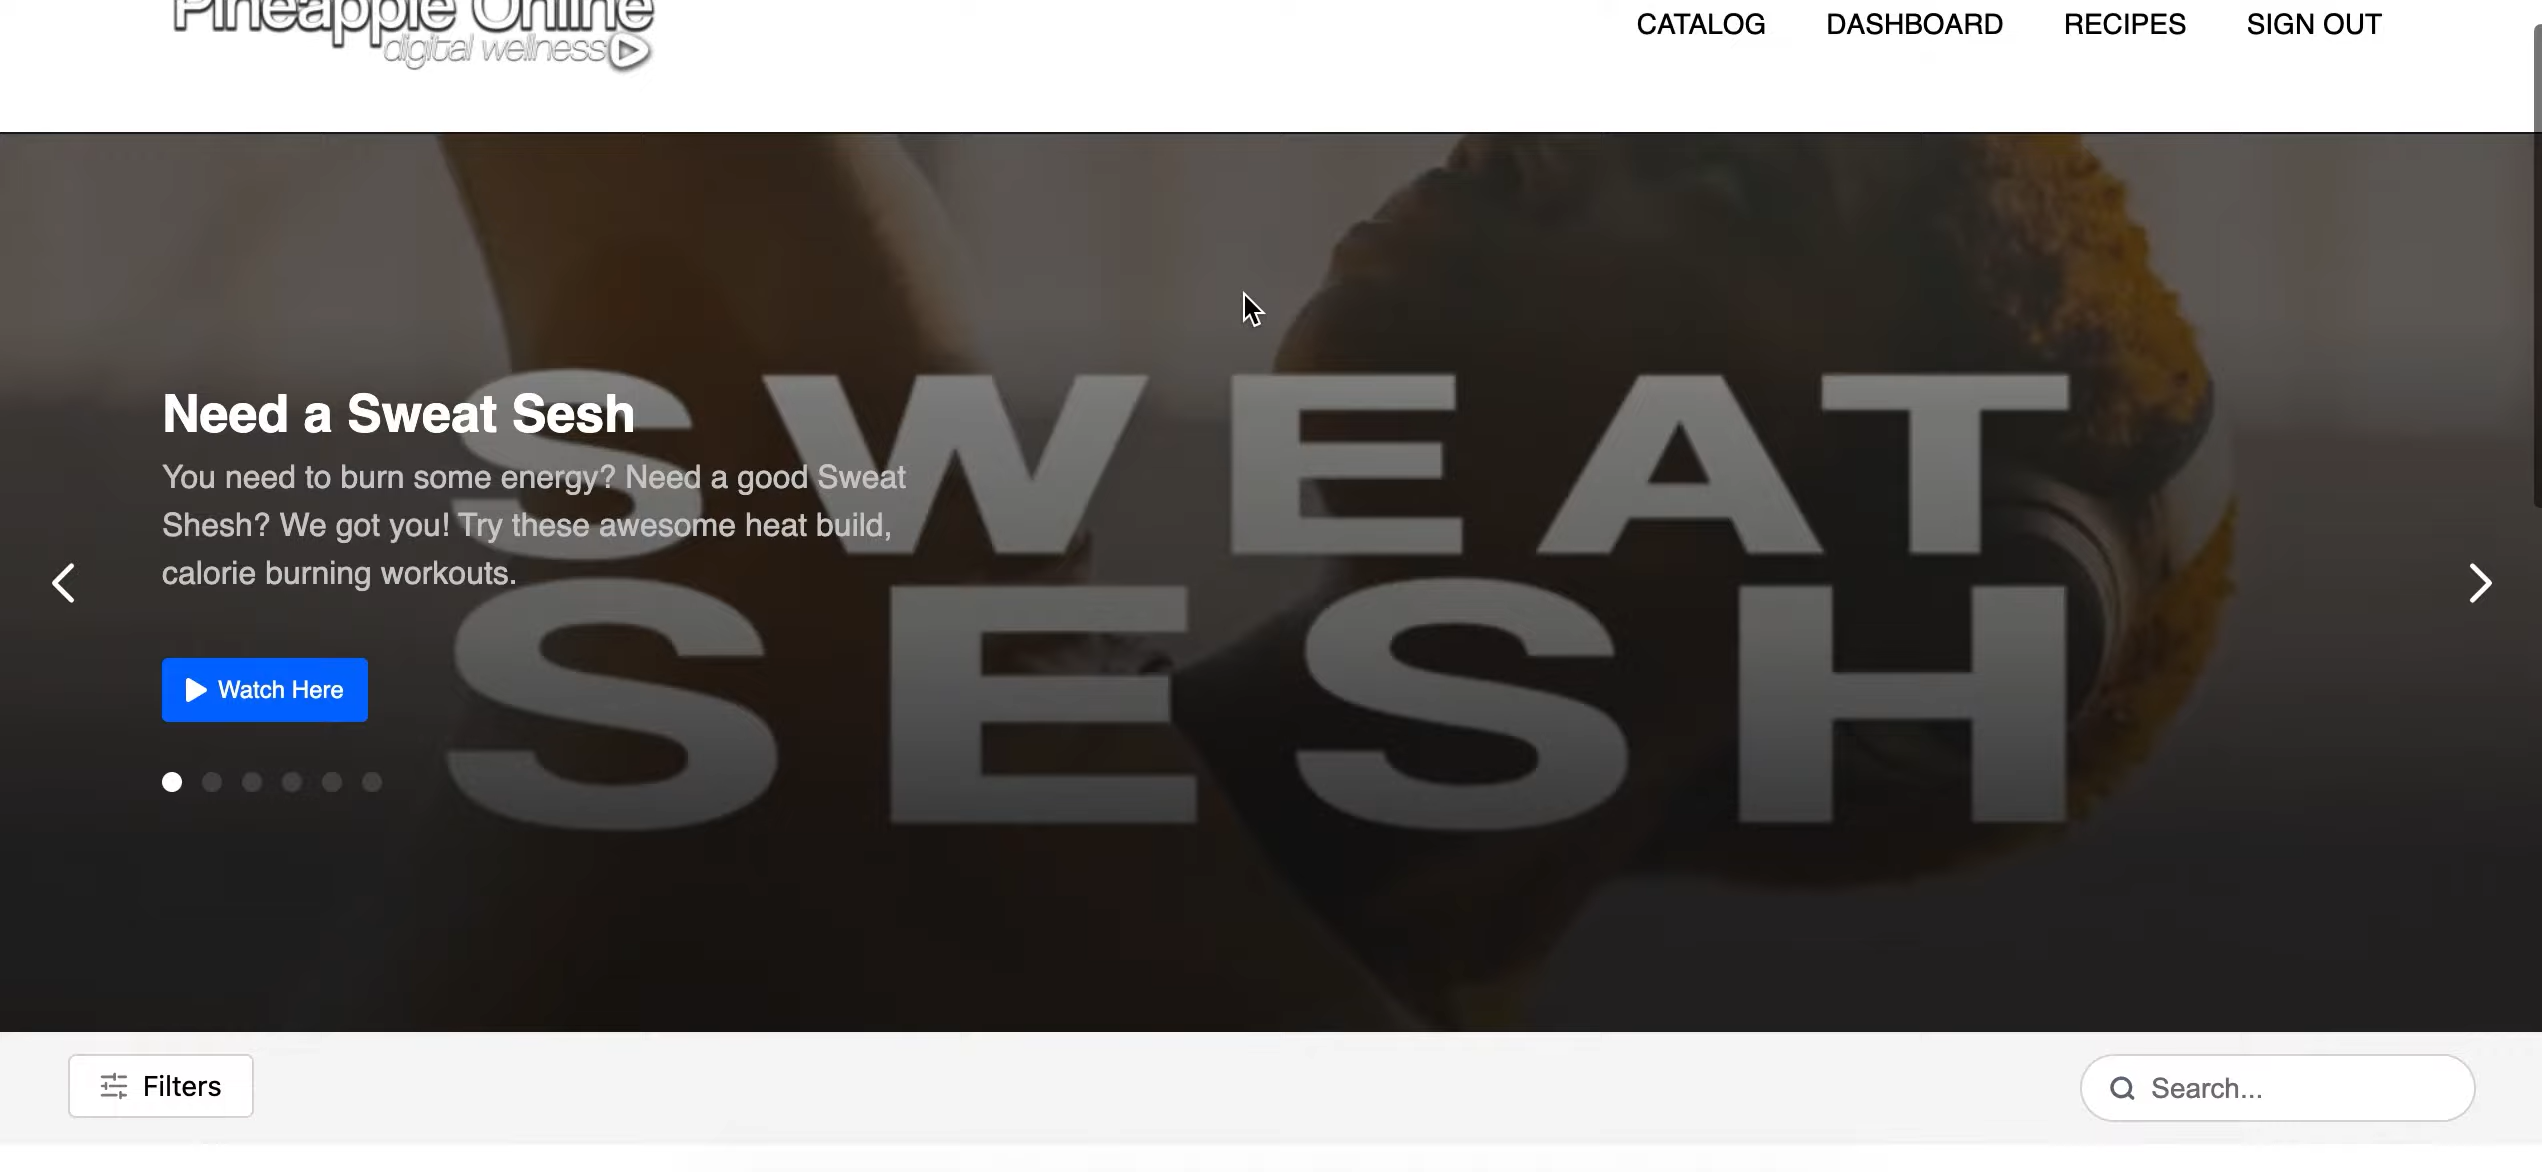 Pineapple Online
digital wellness
CATALOG DASHBOARD RECIPES SIGN OUT
SWEAT
SESH
Need a Sweat Sesh
You need to burn some energy? Need a good Sweat
Shesh? We got you! Try these awesome heat build,
calorie burning workouts.
Watch Here
Filters
Search...